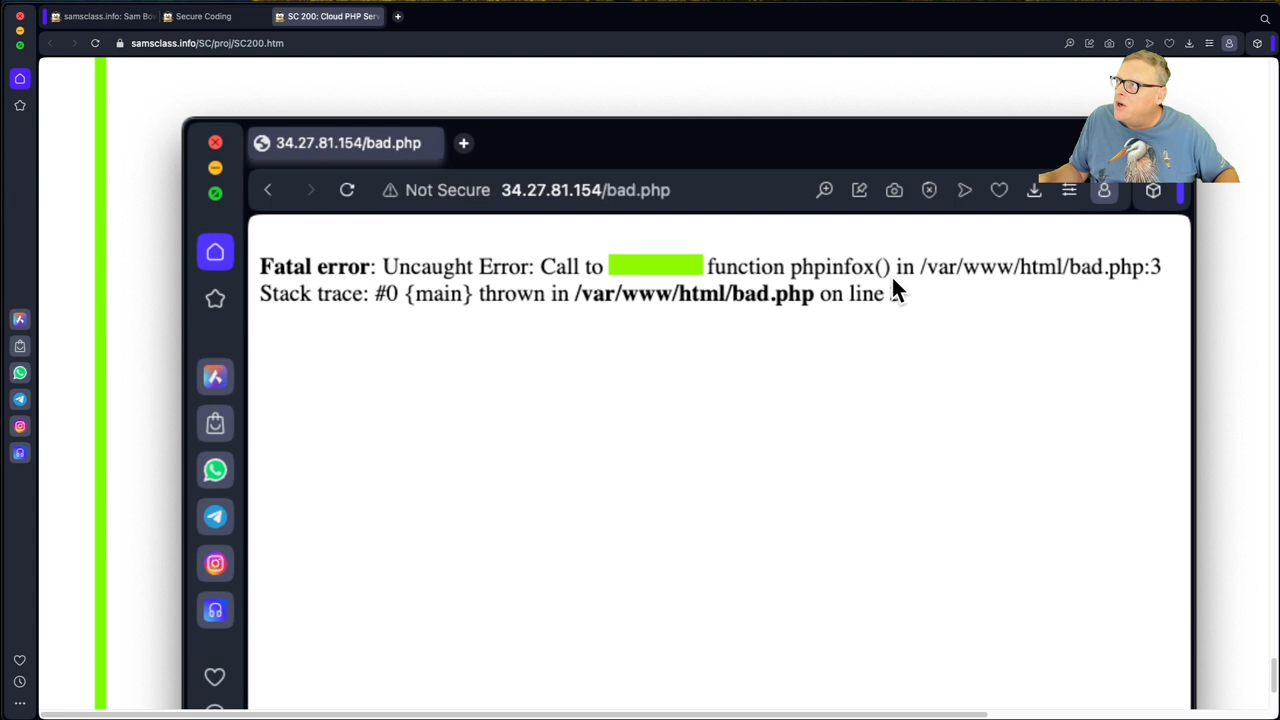 samsclass.info: Sam Bo
Secure Coding
SC 200: Cloud PHP Serv
samsclass.info/SC/proj/SC200.htm
34.27.81.154/bad.php
Not Secure 34.27.81.154/bad.php
Fatal error: Uncaught Error: Call to function phpinfox() in /var/www/html/bad.php:3
Stack trace: #0 {main} thrown in /var/www/html/bad.php on line